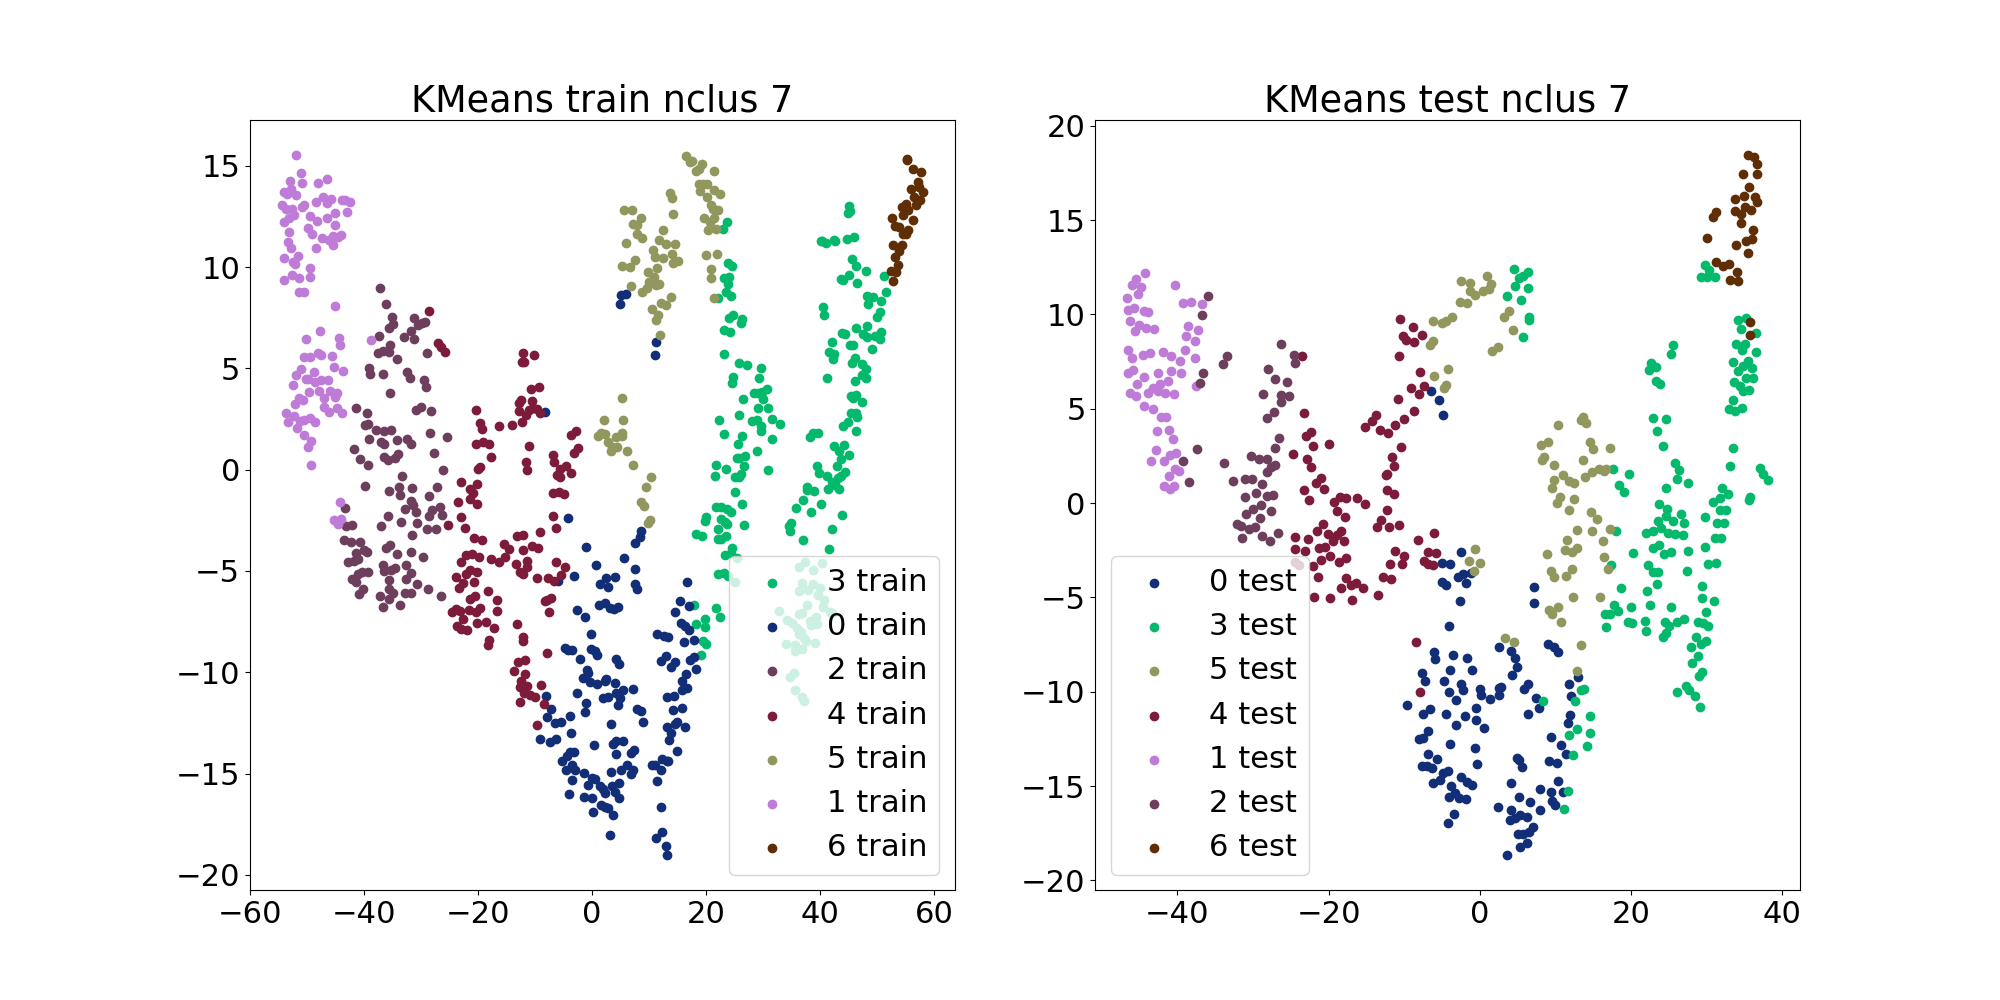 KMeans train nclus 7
15
10
5
0
−5
−10
−15
−20
−60
−40
−20
0
20
40
60
3 train
0 train
2 train
4 train
5 train
1 train
6 train
KMeans test nclus 7
20
15
10
5
0
−5
−10
−15
−20
−40
−20
0
20
40
0 test
3 test
5 test
4 test
1 test
2 test
6 test